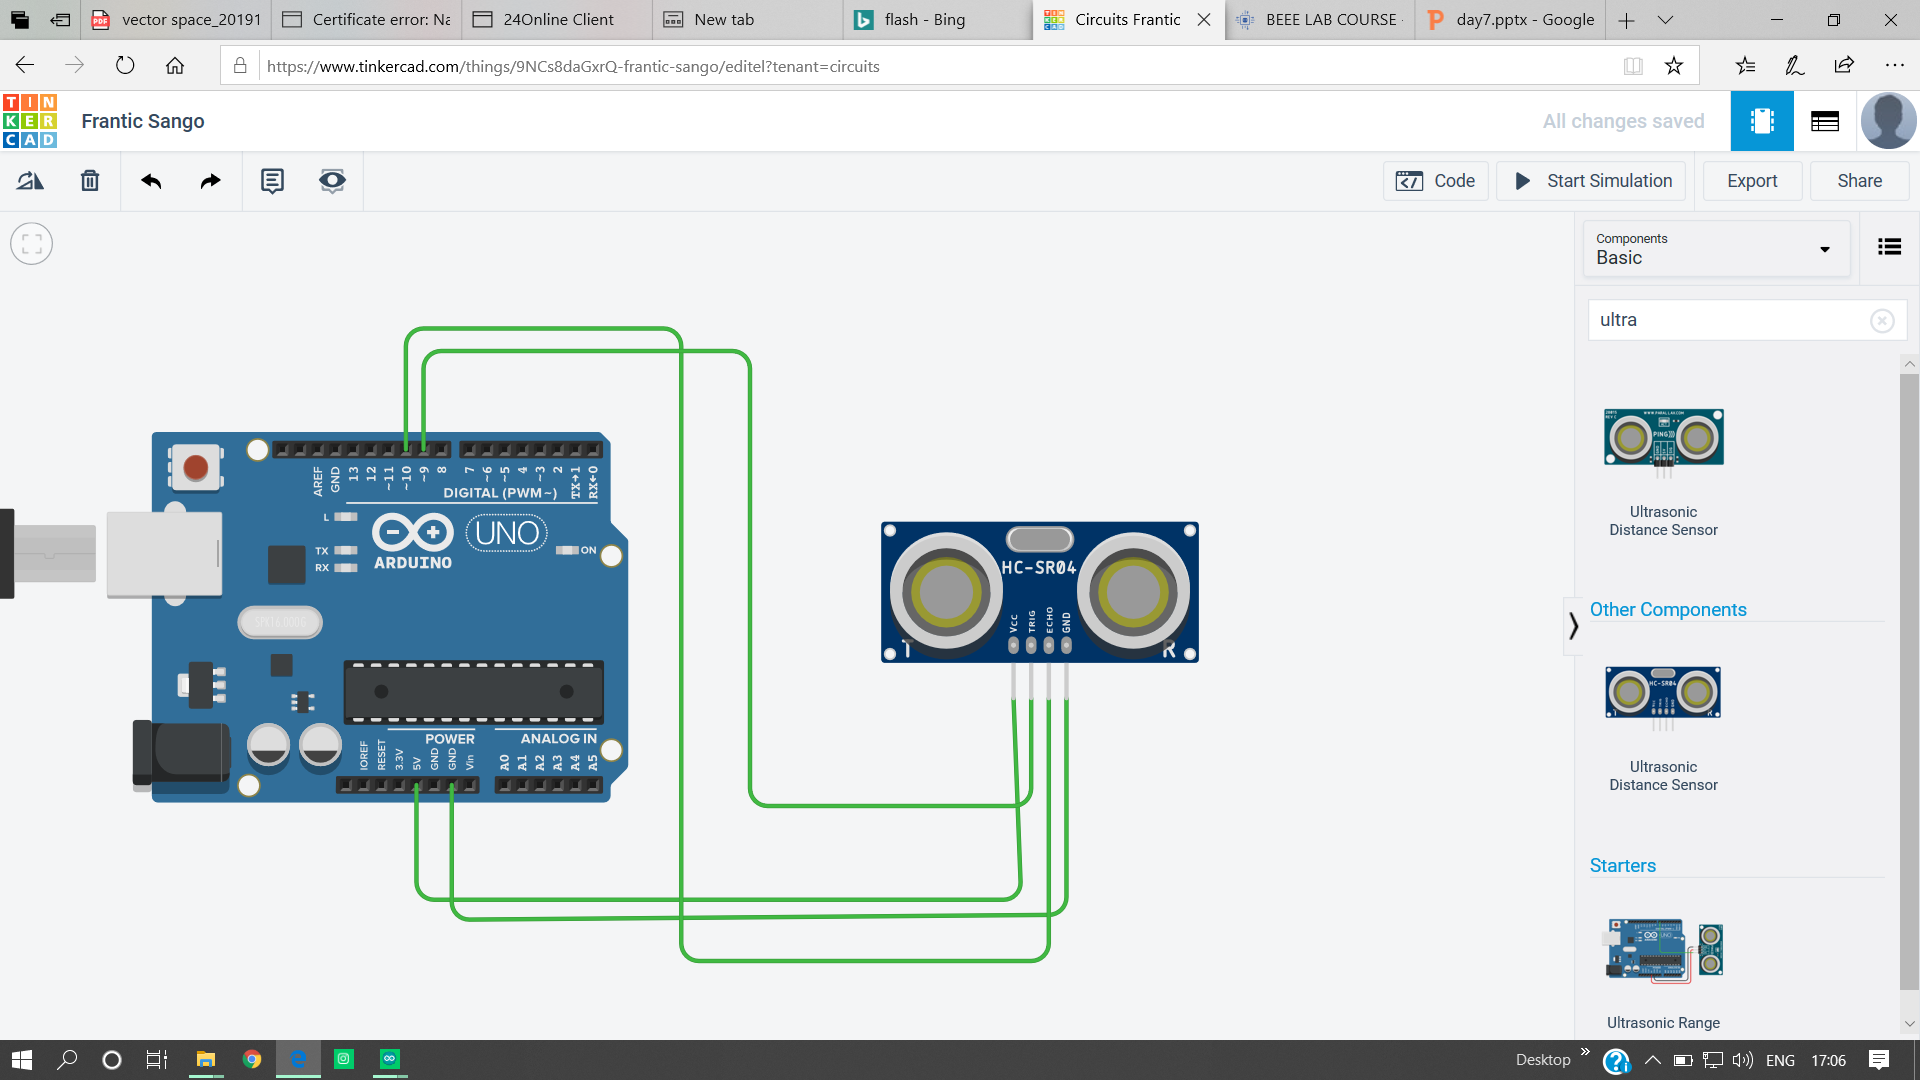 vector space_20191
Certificate error: Na
24Online Client
New tab
flash - Bing
Circuits Frantic
BEEE LAB COURSE -
day7.pptx - Google
https://www.tinkercad.com/things/9NCs8daGxrQ-frantic-sango/editel?tenant=circuits
TIN
KER
CAD
Frantic Sango
All changes saved
Code
Start Simulation
Export
Share
Components
Basic
ultra
Ultrasonic
Distance Sensor
Other Components
Ultrasonic
Distance Sensor
Starters
Ultrasonic Range
AREF
GND
13
12
~11
~10
~9
8
7
~6
~5
4
~3
2
TX→1
RX←0
DIGITAL (PWM~)
L
TX
RX
ARDUINO
UNO
ON
SPK16.000G
POWER
ANALOG IN
IOREF
RESET
3.3V
5V
GND
GND
Vin
A0
A1
A2
A3
A4
A5
HC-SR04
Vcc
TRIG
ECHO
GND
T
R
PING)))
HC-SR04
Desktop
ENG
17:06